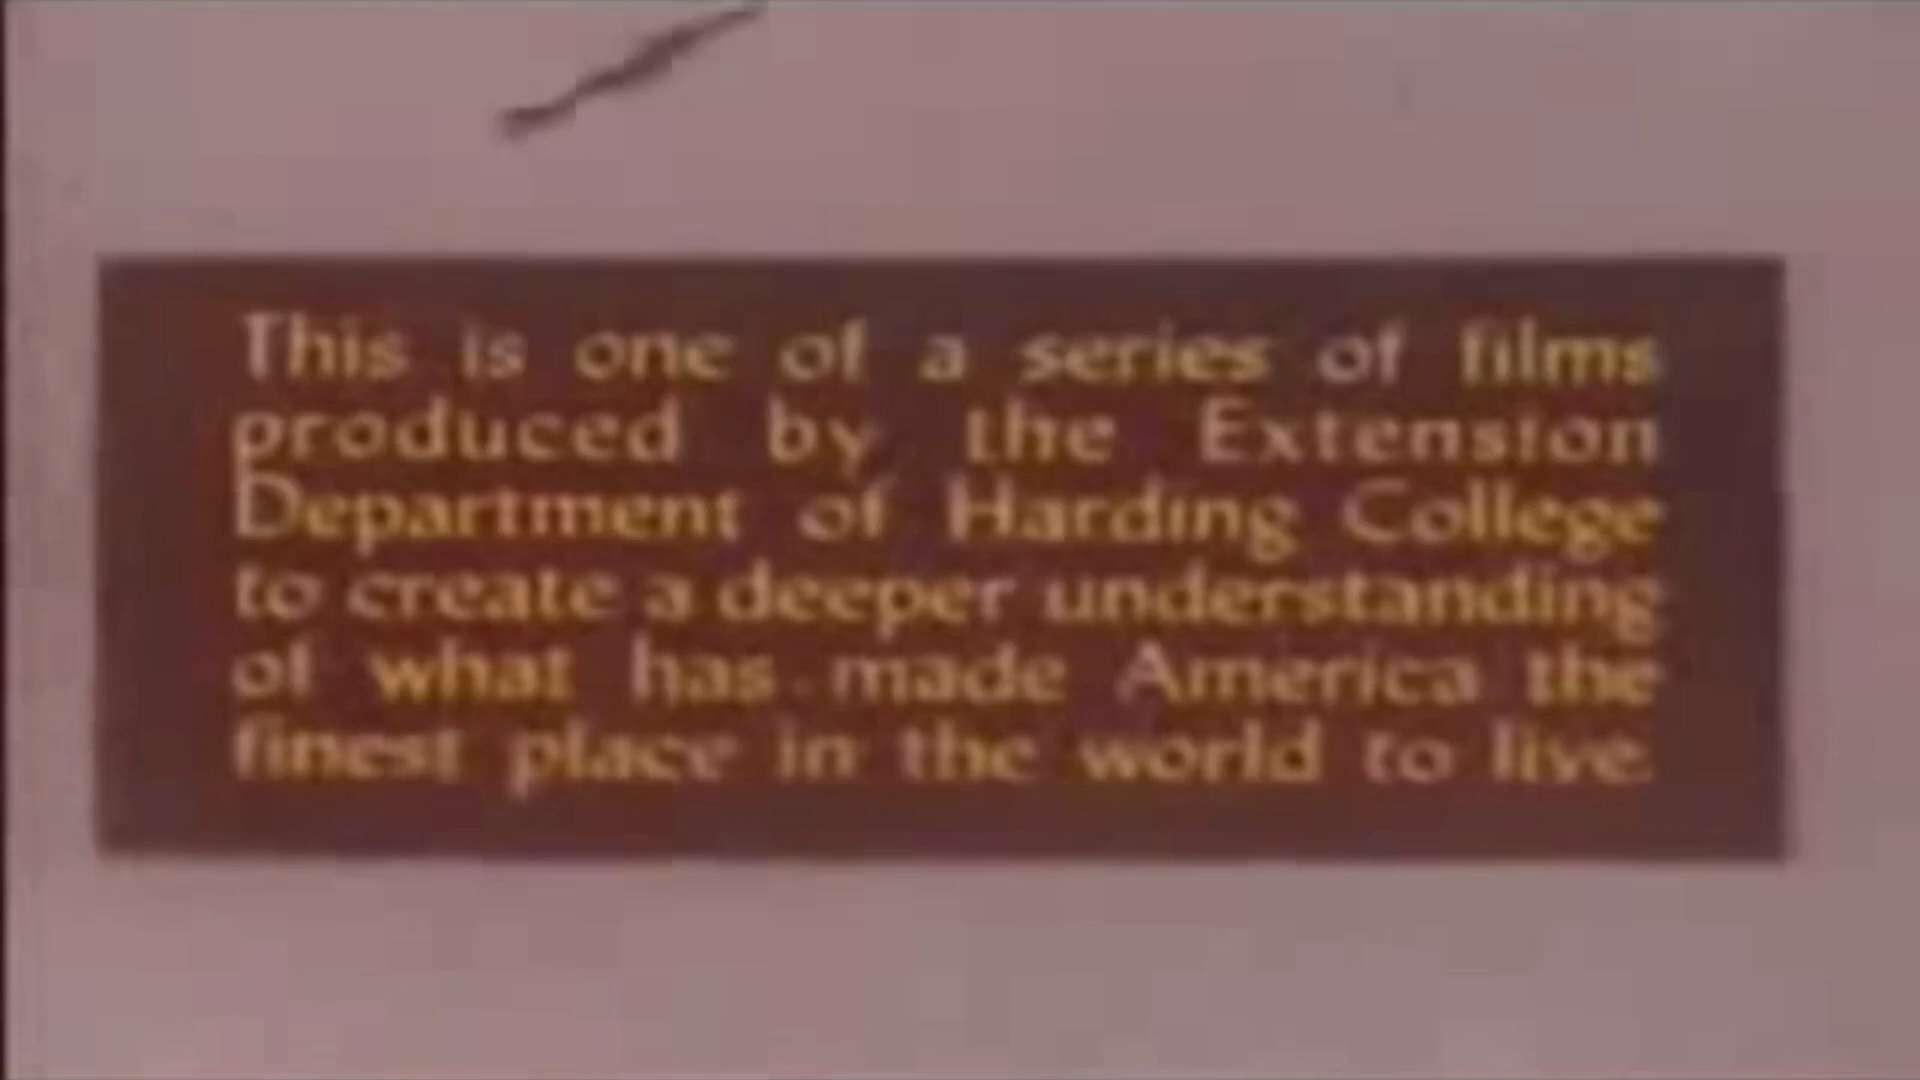 This is one of a series of films
produced by the Extension
Department of Harding College
to create a deeper understanding
of what has made America the
finest place in the world to live.